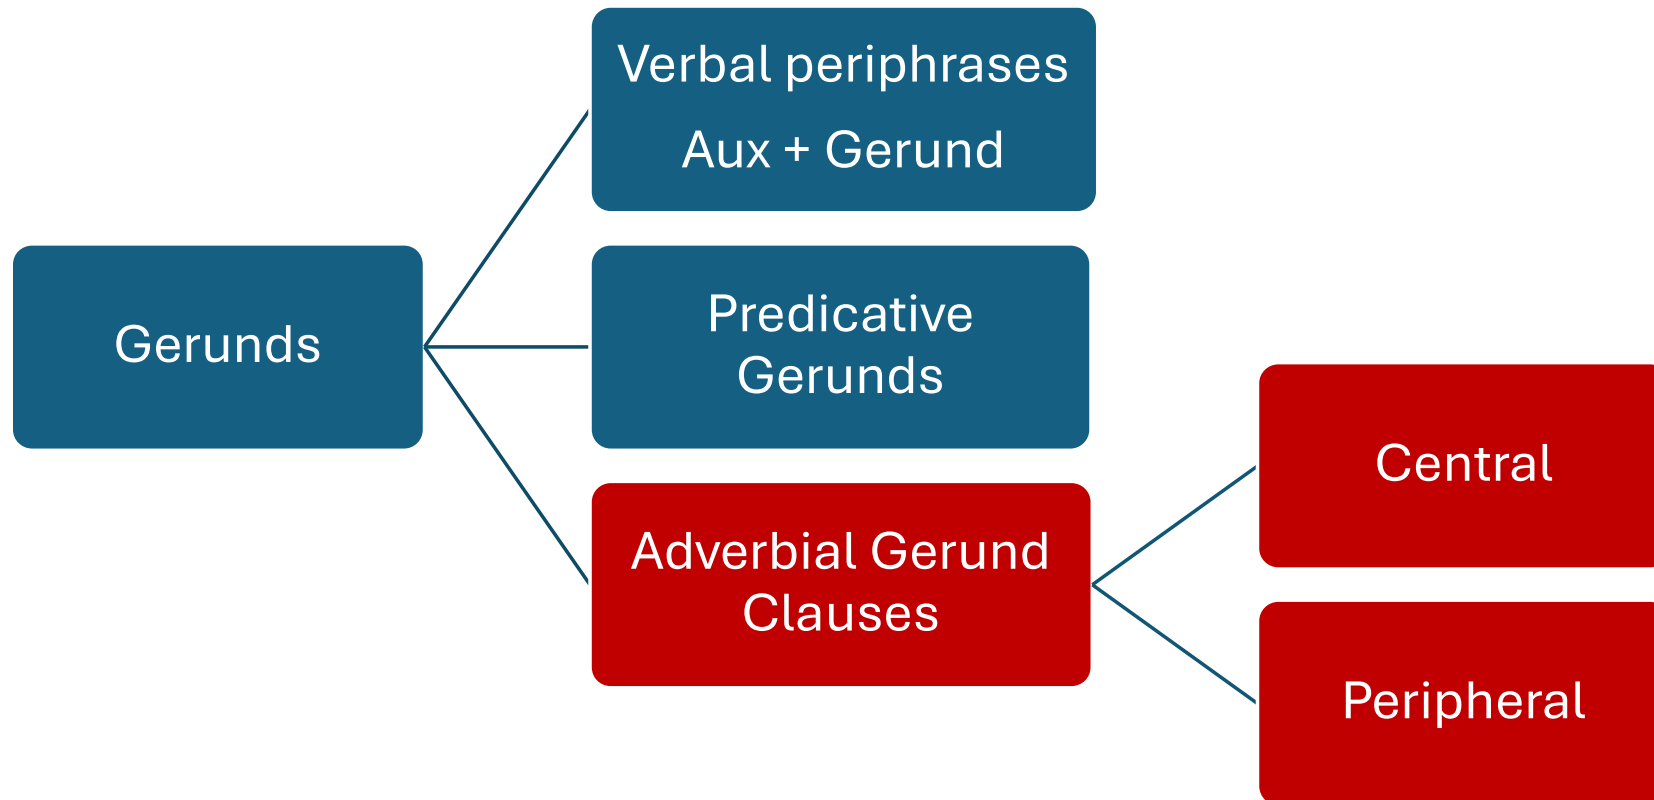 Verbal periphrases
Aux + Gerund
Gerunds
Predicative
Gerunds
Adverbial Gerund
Clauses
Central
Peripheral